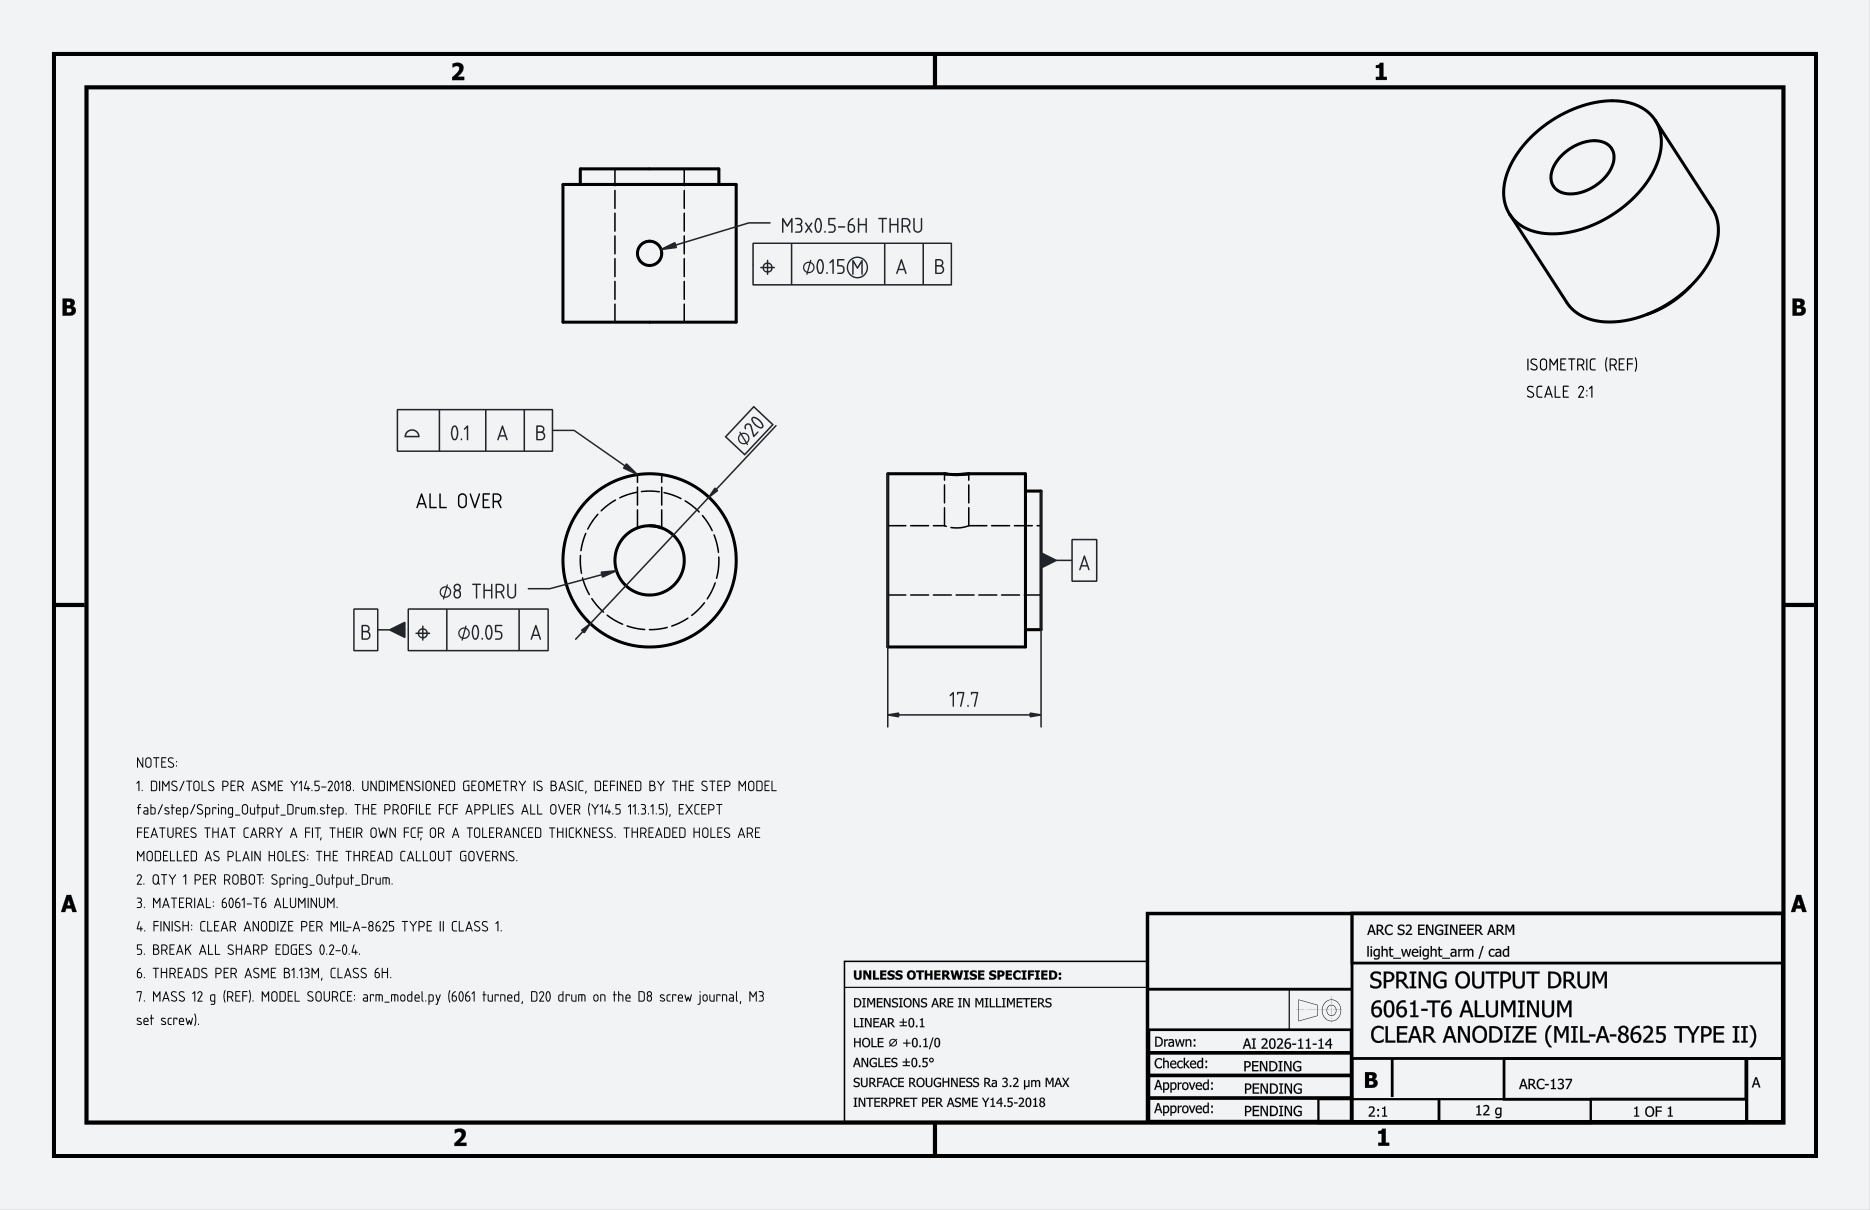 2
1
B
B
M3x0.5-6H THRU
⌖ ⌀0.15Ⓜ A B
ISOMETRIC (REF)
SCALE 2:1
⌓ 0.1 A B
⌀20
ALL OVER
⌀8 THRU
B ⌖ ⌀0.05 A
A
17.7
NOTES:
1. DIMS/TOLS PER ASME Y14.5-2018. UNDIMENSIONED GEOMETRY IS BASIC, DEFINED BY THE STEP MODEL
fab/step/Spring_Output_Drum.step. THE PROFILE FCF APPLIES ALL OVER (Y14.5 11.3.1.5), EXCEPT
FEATURES THAT CARRY A FIT, THEIR OWN FCF, OR A TOLERANCED THICKNESS. THREADED HOLES ARE
MODELLED AS PLAIN HOLES: THE THREAD CALLOUT GOVERNS.
2. QTY 1 PER ROBOT: Spring_Output_Drum.
3. MATERIAL: 6061-T6 ALUMINUM.
4. FINISH: CLEAR ANODIZE PER MIL-A-8625 TYPE II CLASS 1.
5. BREAK ALL SHARP EDGES 0.2-0.4.
6. THREADS PER ASME B1.13M, CLASS 6H.
7. MASS 12 g (REF). MODEL SOURCE: arm_model.py (6061 turned, D20 drum on the D8 screw journal, M3
set screw).
A
A
UNLESS OTHERWISE SPECIFIED:
DIMENSIONS ARE IN MILLIMETERS
LINEAR ±0.1
HOLE ⌀ +0.1/0
ANGLES ±0.5°
SURFACE ROUGHNESS Ra 3.2 µm MAX
INTERPRET PER ASME Y14.5-2018
Drawn: AI 2026-11-14
Checked: PENDING
Approved: PENDING
Approved: PENDING
ARC S2 ENGINEER ARM
light_weight_arm / cad
SPRING OUTPUT DRUM
6061-T6 ALUMINUM
CLEAR ANODIZE (MIL-A-8625 TYPE II)
B ARC-137 A
2:1 12 g 1 OF 1
2
1